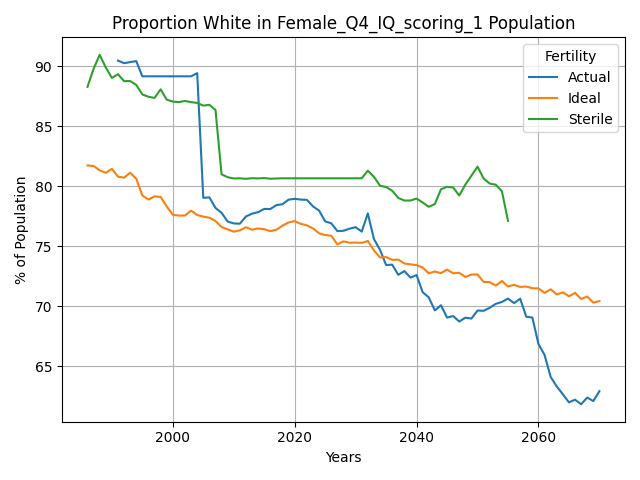 Proportion White in Female_Q4_IQ_scoring_1 Population
% of Population
90
85
80
75
70
65
Fertility
Actual
Ideal
Sterile
2000
2020
2040
2060
Years